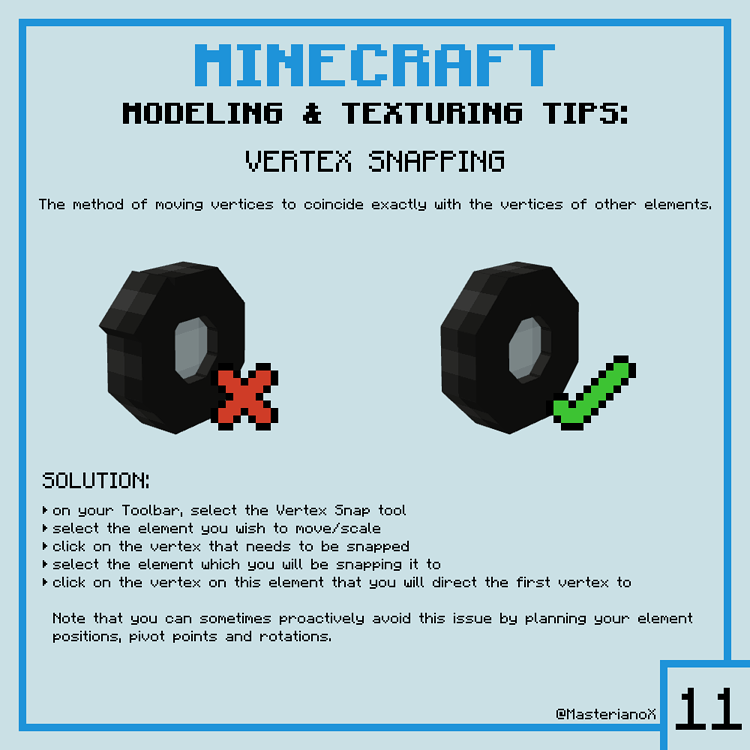 MINECRAFT
MODELING & TEXTURING TIPS:
VERTEX SNAPPING
The method of moving vertices to coincide exactly with the vertices of other elements.
SOLUTION:
‣ on your Toolbar, select the Vertex Snap tool
‣ select the element you wish to move/scale
‣ click on the vertex that needs to be snapped
‣ select the element which you will be snapping it to
‣ click on the vertex on this element that you will direct the first vertex to
Note that you can sometimes proactively avoid this issue by planning your element
positions, pivot points and rotations.
@MasterianoX
11